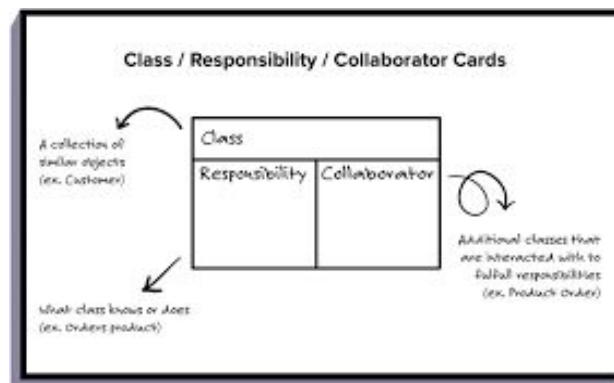 Class / Responsibility / Collaborator Cards
A collection of
similar objects
(ex. Customer)
Class
Responsibility
Collaborator
Additional classes that
are interacted with to
fulfull responsibilities
(ex. Product Order)
What class knows or does
(ex. Orders product)